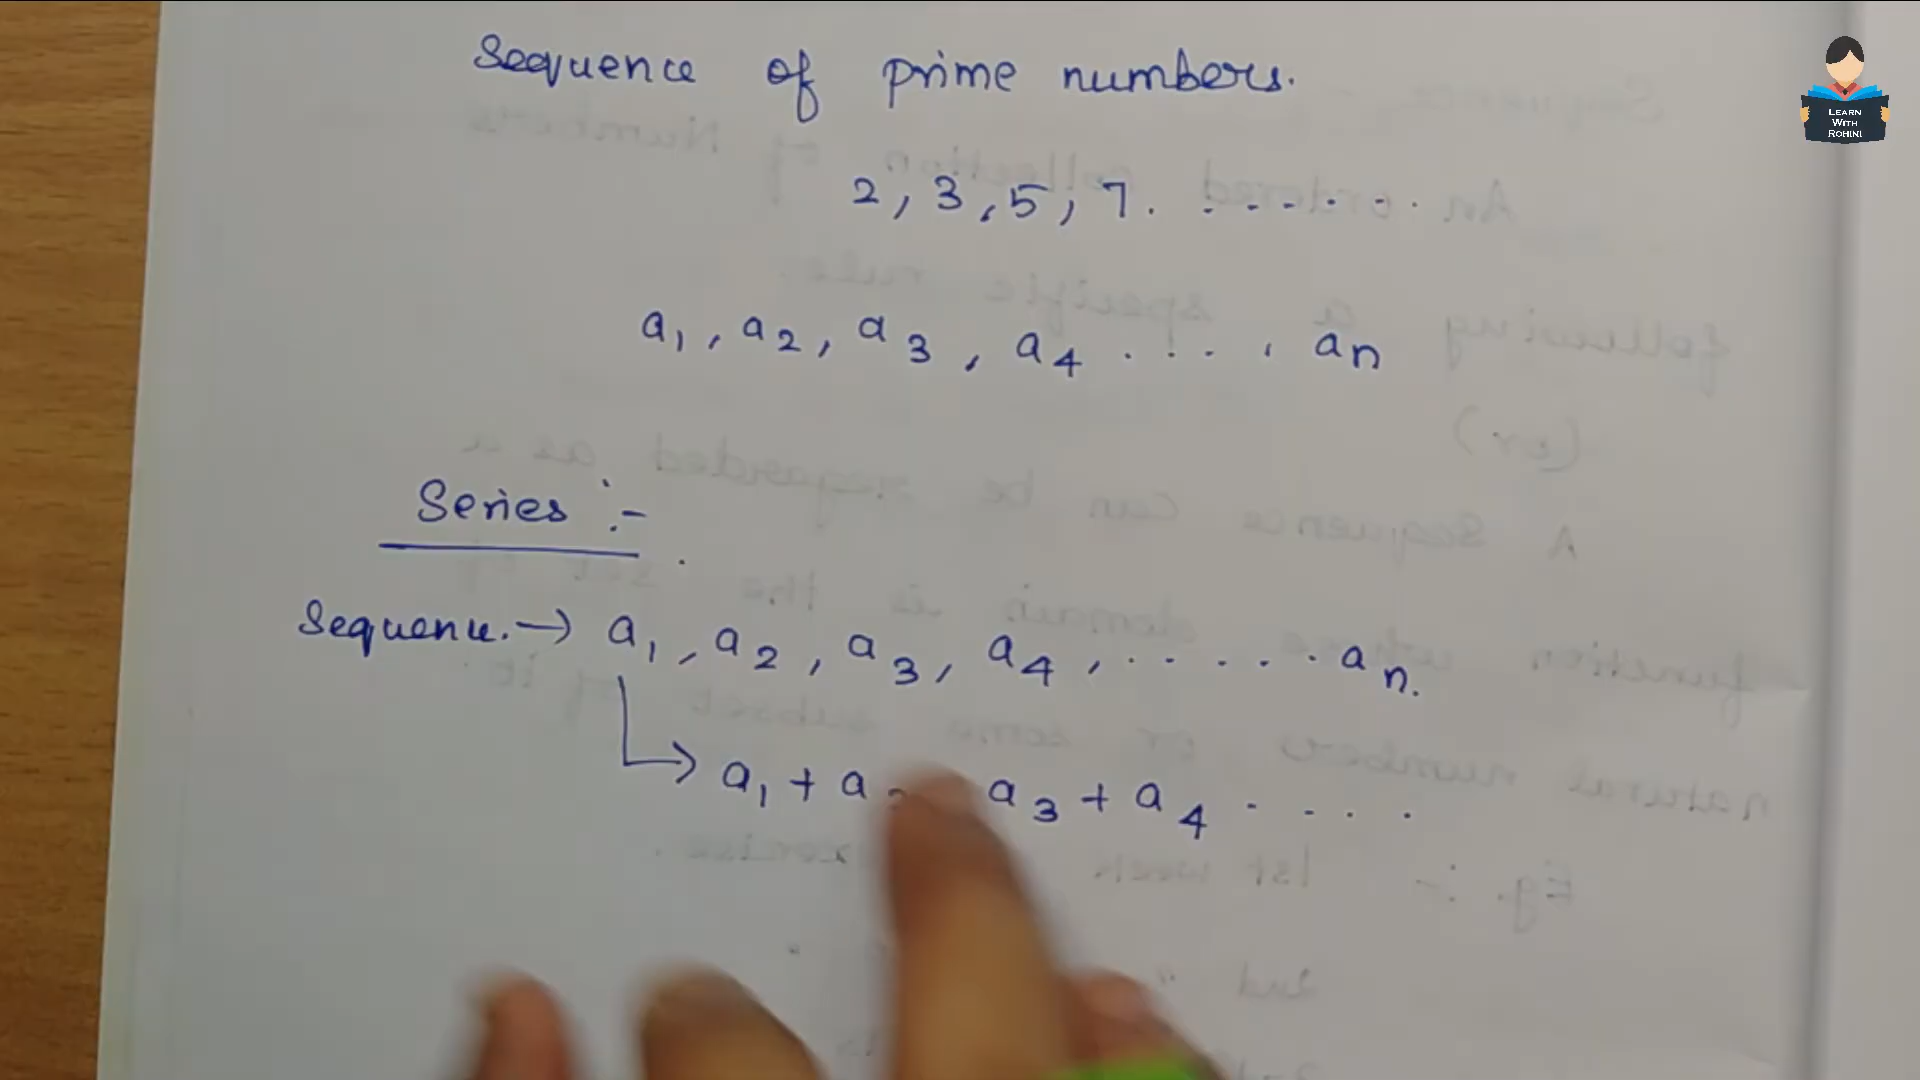 Sequence of prime numbers.
2, 3, 5, 7. . . . . . .
a1, a2, a3, a4 . . . , an
Series :-
Sequence. → a1, a2, a3, a4, . . . . . an.
a1 + a a3 + a4 . . . .
LEARN
WITH
ROHINI